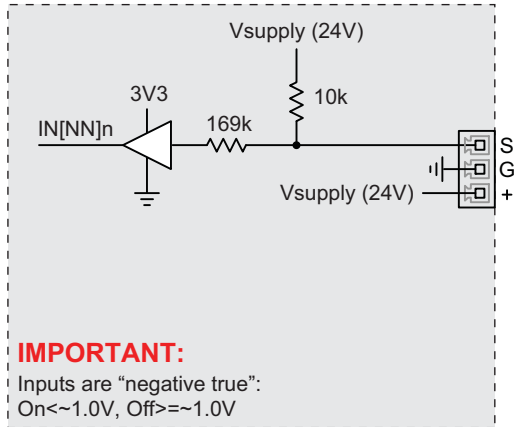 Vsupply (24V)
3V3
10k
IN[NN]n
169k
S
G
Vsupply (24V)
+
IMPORTANT:
Inputs are “negative true”:
On<~1.0V, Off>=~1.0V